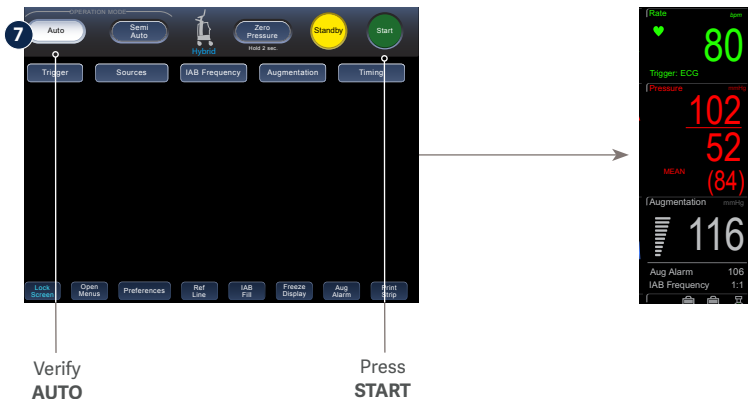 OPERATION MODE
7
Auto
Semi
Auto
Hybrid
Zero
Pressure
Hold 2 sec.
Standby
Start
Trigger
Sources
IAB Frequency
Augmentation
Timing
Lock
Screen
Open
Menus
Preferences
Ref
Line
IAB
Fill
Freeze
Display
Aug
Alarm
Print
Strip
Verify
AUTO
Press
START
Rate bpm
80
Trigger: ECG
Pressure mmHg
102
52
MEAN (84)
Augmentation mmHg
116
Aug Alarm 106
IAB Frequency 1:1